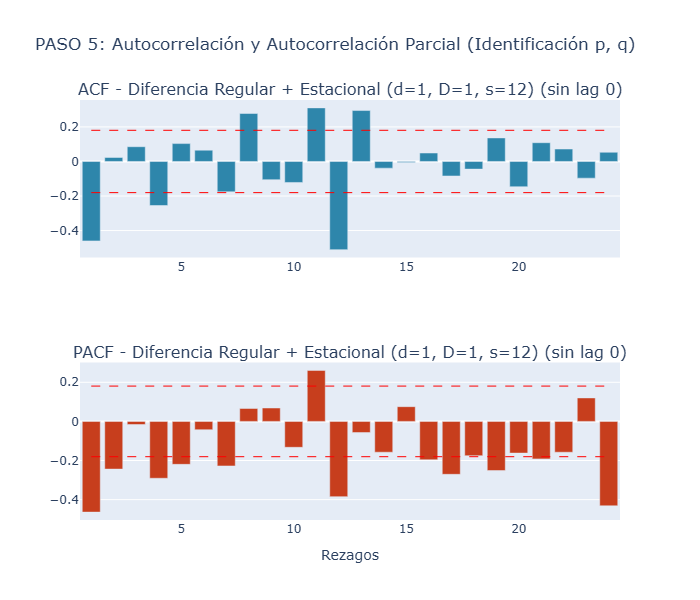 PASO 5: Autocorrelación y Autocorrelación Parcial (Identificación p, q)
ACF - Diferencia Regular + Estacional (d=1, D=1, s=12) (sin lag 0)
0.2
0
−0.2
−0.4
5 10 15 20
PACF - Diferencia Regular + Estacional (d=1, D=1, s=12) (sin lag 0)
0.2
0
−0.2
−0.4
5 10 15 20
Rezagos